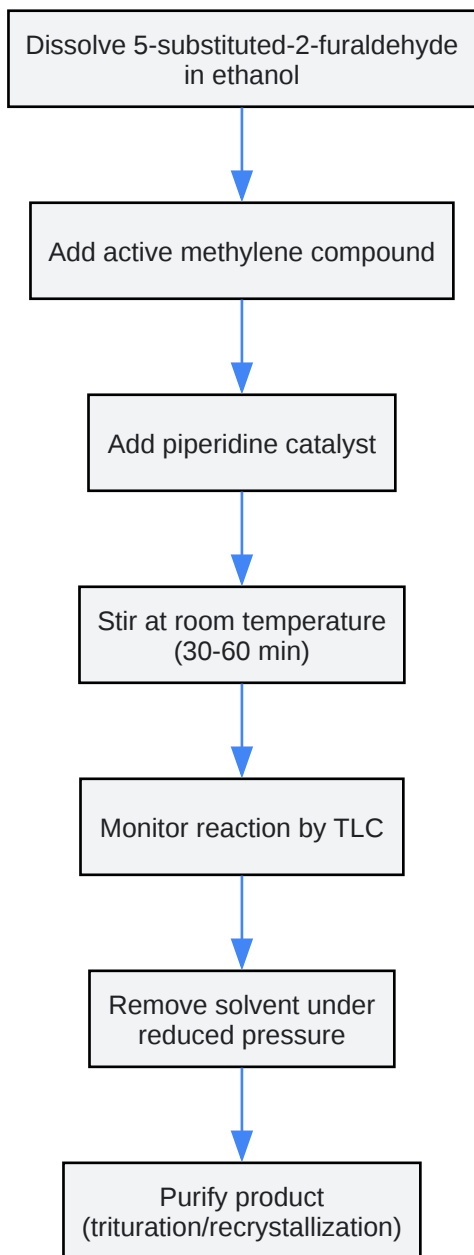 Dissolve 5-substituted-2-furaldehyde
in ethanol
Add active methylene compound
Add piperidine catalyst
Stir at room temperature
(30-60 min)
Monitor reaction by TLC
Remove solvent under
reduced pressure
Purify product
(trituration/recrystallization)